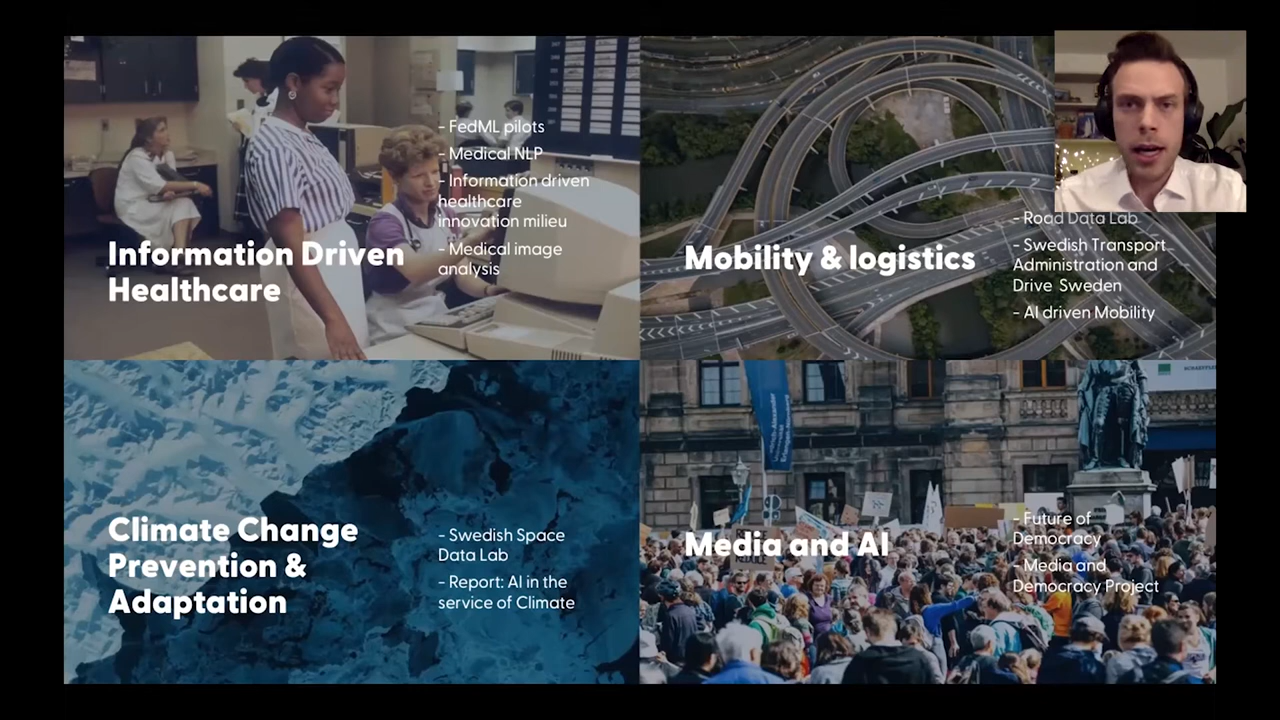 - FedML pilots
- Medical NLP
- Information driven
healthcare
innovation milieu
- Medical image
analysis
Information Driven
Healthcare
Mobility & logistics
- Road Data Lab
- Swedish Transport
Administration and
Drive Sweden
- AI driven Mobility
Climate Change
Prevention &
Adaptation
- Swedish Space
Data Lab
- Report: AI in the
service of Climate
Media and AI
- Future of
Democracy
- Media and
Democracy Project